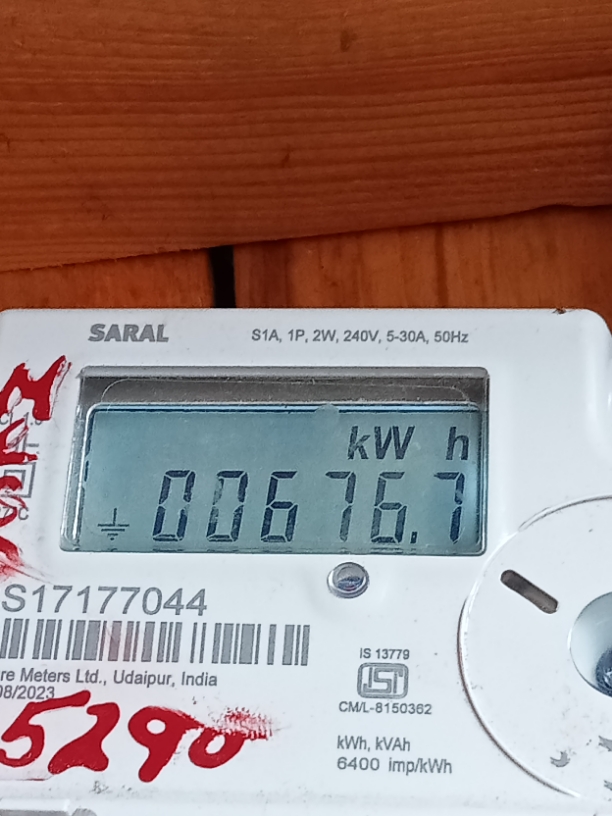 SARAL
S1A, 1P, 2W, 240V, 5-30A, 50Hz
kW h
00676.7
S17177044
re Meters Ltd., Udaipur, India
08/2023
IS 13779
ISI
CM/L-8150362
5290
kWh, kVAh
6400 imp/kWh